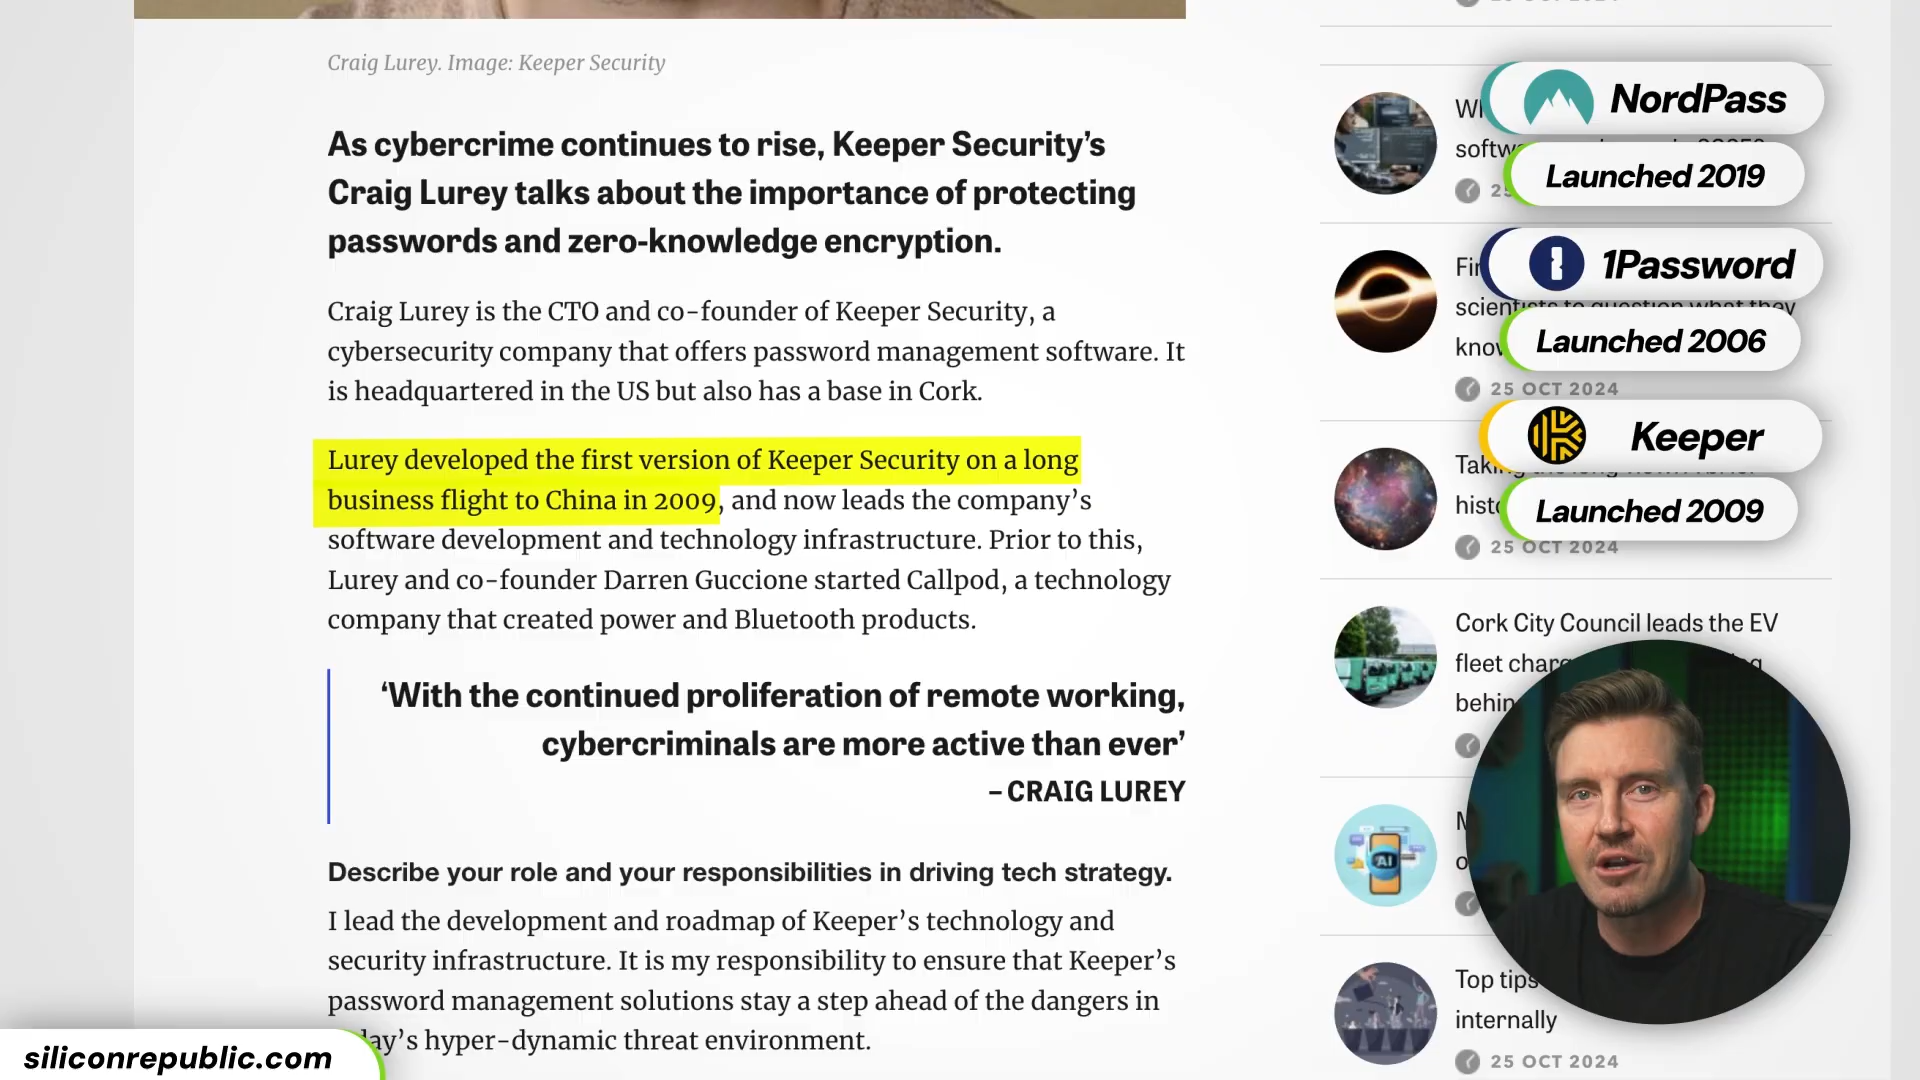 Craig Lurey. Image: Keeper Security
As cybercrime continues to rise, Keeper Security’s
Craig Lurey talks about the importance of protecting
passwords and zero-knowledge encryption.
Craig Lurey is the CTO and co-founder of Keeper Security, a
cybersecurity company that offers password management software. It
is headquartered in the US but also has a base in Cork.
Lurey developed the first version of Keeper Security on a long
business flight to China in 2009, and now leads the company’s
software development and technology infrastructure. Prior to this,
Lurey and co-founder Darren Guccione started Callpod, a technology
company that created power and Bluetooth products.
‘With the continued proliferation of remote working,
cybercriminals are more active than ever’
– CRAIG LUREY
Describe your role and your responsibilities in driving tech strategy.
I lead the development and roadmap of Keeper’s technology and
security infrastructure. It is my responsibility to ensure that Keeper’s
password management solutions stay a step ahead of the dangers in
hyper-dynamic threat environment.
siliconrepublic.com
NordPass
Launched 2019
1Password
scientists to question what they
Launched 2006
25 OCT 2024
Keeper
Launched 2009
25 OCT 2024
Cork City Council leads the EV
fleet
AI
Top tips
internally
25 OCT 2024